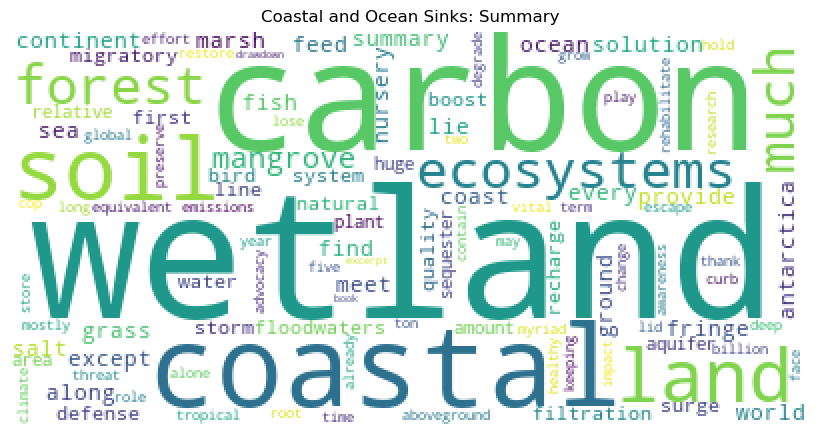 Coastal and Ocean Sinks: Summary
continent effort marsh feed summary degrade ocean solution hold
migratory restore drawdown nursery grow
forest carbon much
relative fish boost play rehabilitate research
sea global first lose lie two
soil preserve mangrove huge ecosystems
bird system
cop long equivalent emissions line natural coast every provide
wetland plant quality sequester contain vital term escape antarctica
year find may recharge ground change awareness thank
store water advocacy five excerpt meet curb
book
mostly grass storm floodwaters ton amount myriad lid fringe deep
salt area except coastal already healthy keeping impact land aquifer billion face
climate threat alone
along role
defense tropical root time aboveground filtration surge world